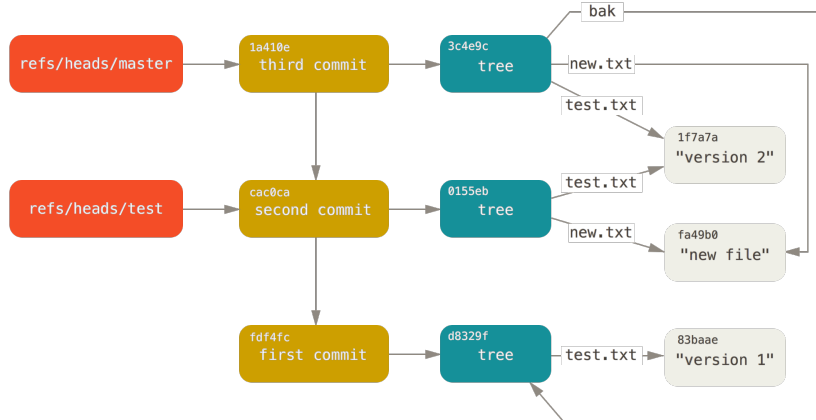 bak
1a410e
3c4e9c
refs/heads/master
third commit
tree
new.txt
test.txt
1f7a7a
"version 2"
cac0ca
0155eb
test.txt
refs/heads/test
second commit
tree
new.txt
fa49b0
"new file"
fdf4fc
d8329f
83baae
first commit
tree
test.txt
"version 1"